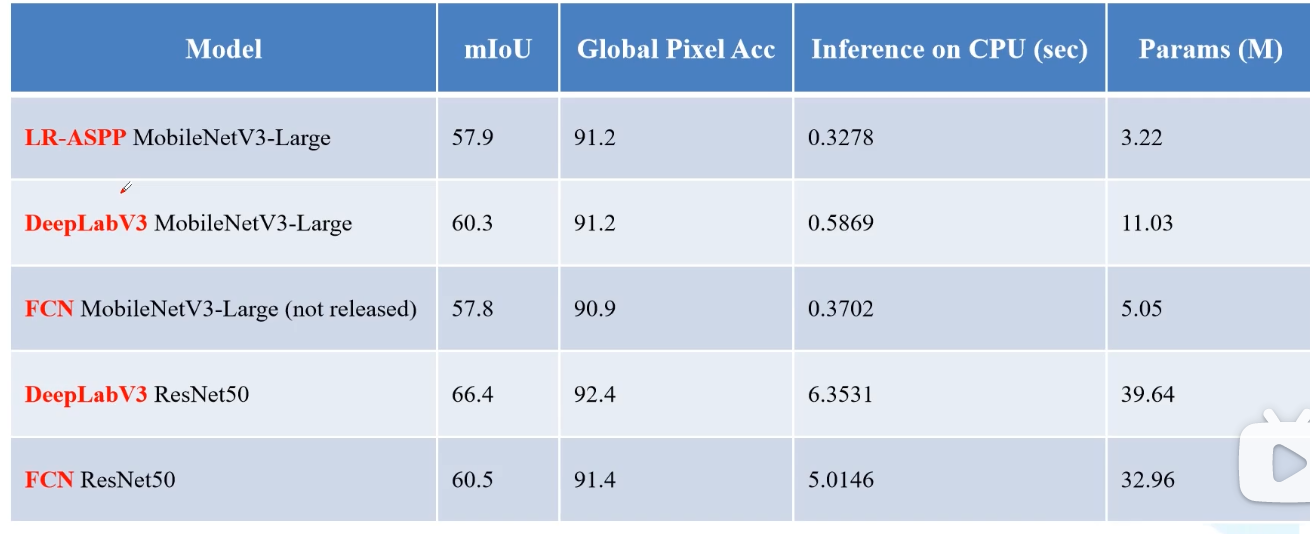 Model mIoU Global Pixel Acc Inference on CPU (sec) Params (M)
LR-ASPP MobileNetV3-Large 57.9 91.2 0.3278 3.22
DeepLabV3 MobileNetV3-Large 60.3 91.2 0.5869 11.03
FCN MobileNetV3-Large (not released) 57.8 90.9 0.3702 5.05
DeepLabV3 ResNet50 66.4 92.4 6.3531 39.64
FCN ResNet50 60.5 91.4 5.0146 32.96